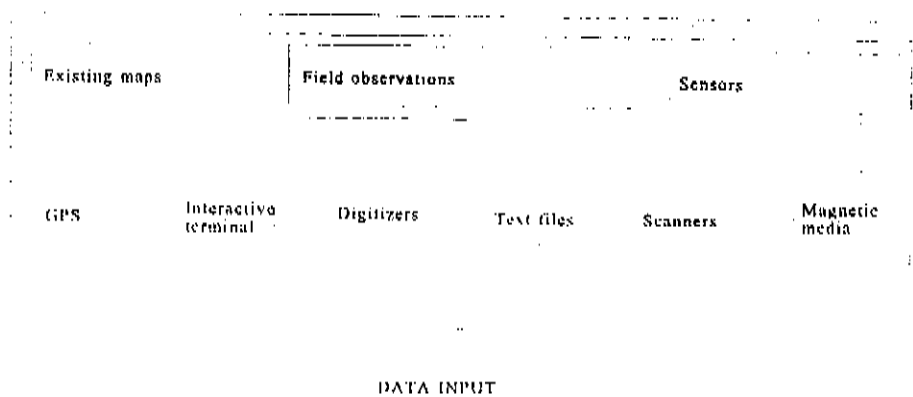 Existing maps
Field observations
Sensors
GPS
Interactive
terminal
Digitizers
Text files
Scanners
Magnetic
media
DATA INPUT